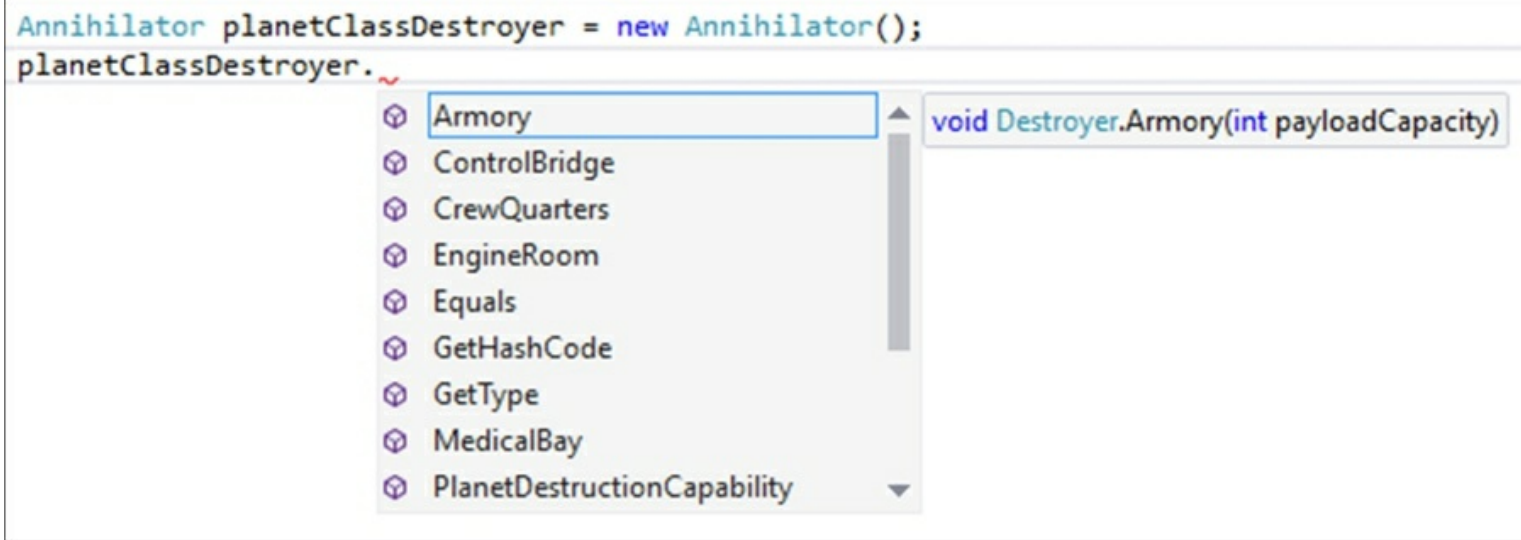 Annihilator planetClassDestroyer = new Annihilator();
planetClassDestroyer.
Armory
void Destroyer.Armory(int payloadCapacity)
ControlBridge
CrewQuarters
EngineRoom
Equals
GetHashCode
GetType
MedicalBay
PlanetDestructionCapability